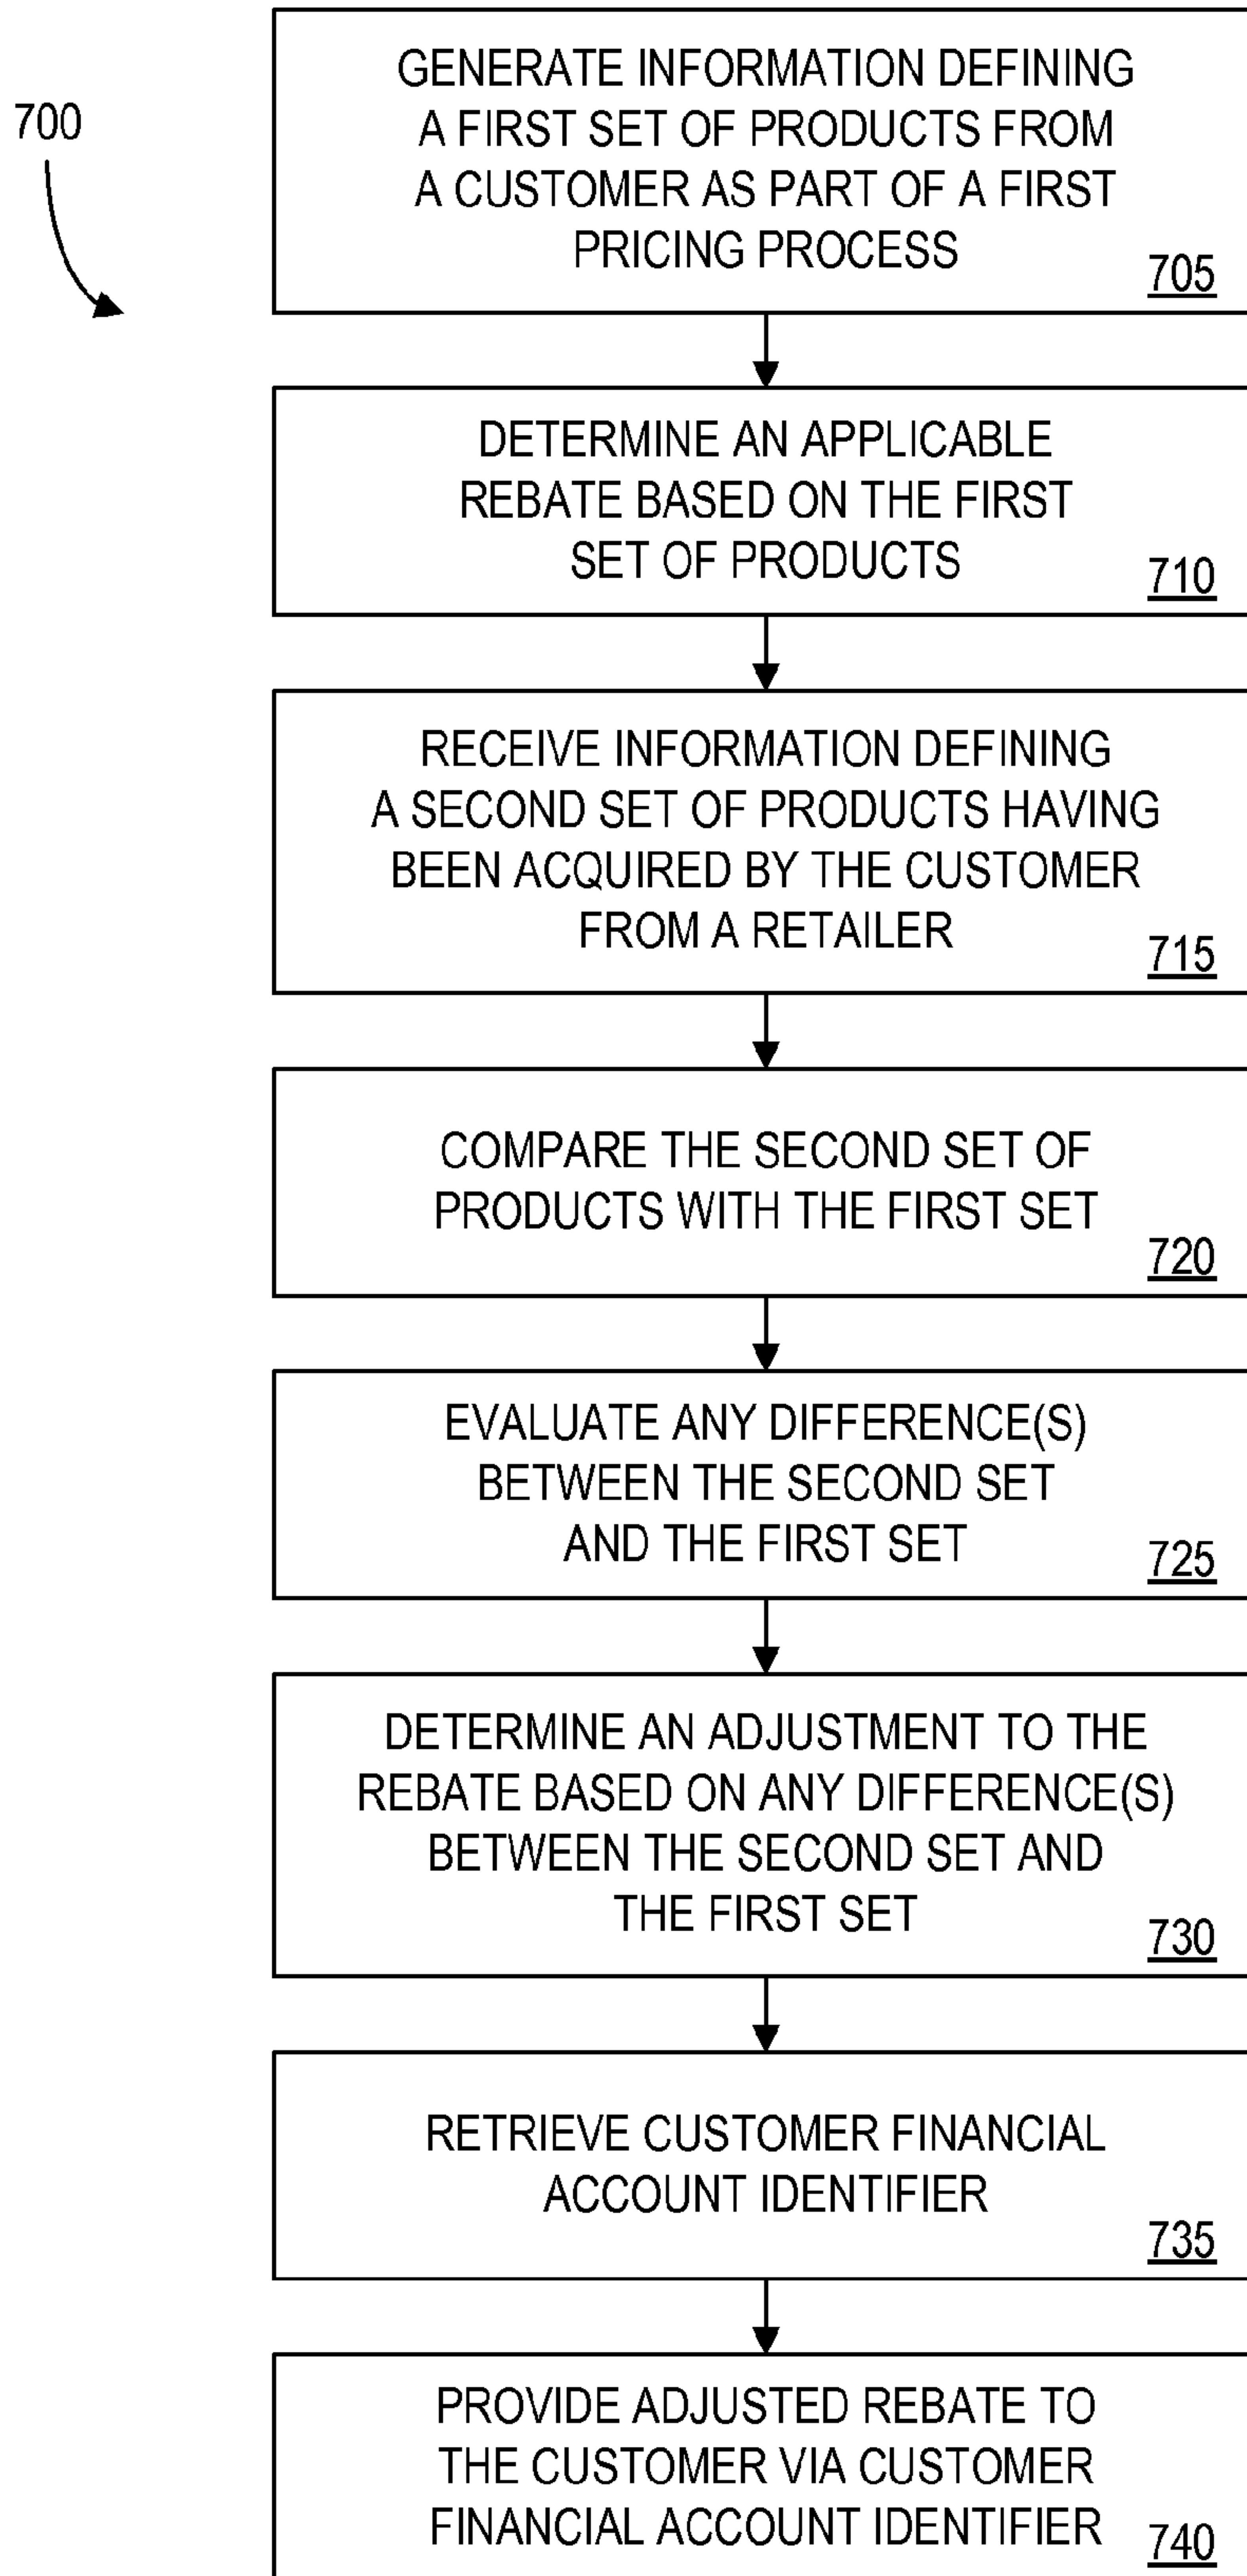 700
GENERATE INFORMATION DEFINING
A FIRST SET OF PRODUCTS FROM
A CUSTOMER AS PART OF A FIRST
PRICING PROCESS
705
DETERMINE AN APPLICABLE
REBATE BASED ON THE FIRST
SET OF PRODUCTS
710
RECEIVE INFORMATION DEFINING
A SECOND SET OF PRODUCTS HAVING
BEEN ACQUIRED BY THE CUSTOMER
FROM A RETAILER
715
COMPARE THE SECOND SET OF
PRODUCTS WITH THE FIRST SET
720
EVALUATE ANY DIFFERENCE(S)
BETWEEN THE SECOND SET
AND THE FIRST SET
725
DETERMINE AN ADJUSTMENT TO THE
REBATE BASED ON ANY DIFFERENCE(S)
BETWEEN THE SECOND SET AND
THE FIRST SET
730
RETRIEVE CUSTOMER FINANCIAL
ACCOUNT IDENTIFIER
735
PROVIDE ADJUSTED REBATE TO
THE CUSTOMER VIA CUSTOMER
FINANCIAL ACCOUNT IDENTIFIER
740